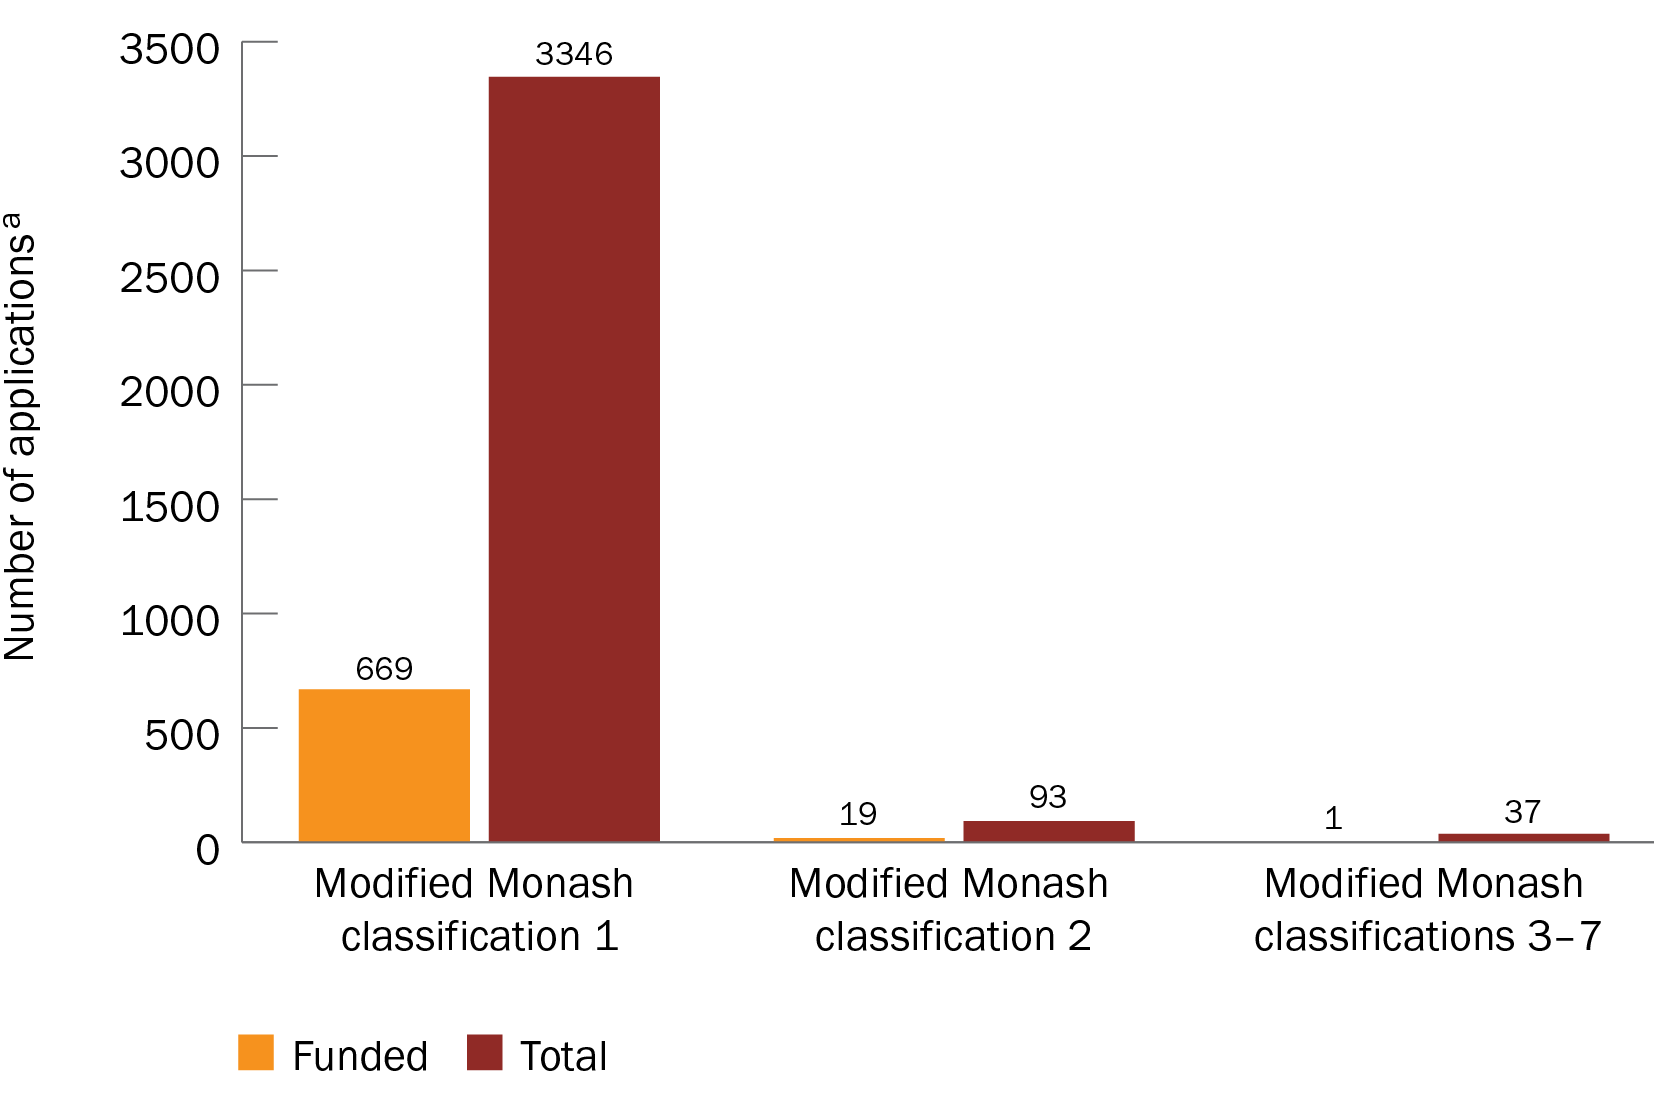 Number of applicationsᵃ
3500
3000
2500
2000
1500
1000
500
0
3346
669
19
93
1
37
Modified Monash
classification 1
Modified Monash
classification 2
Modified Monash
classifications 3–7
Funded
Total